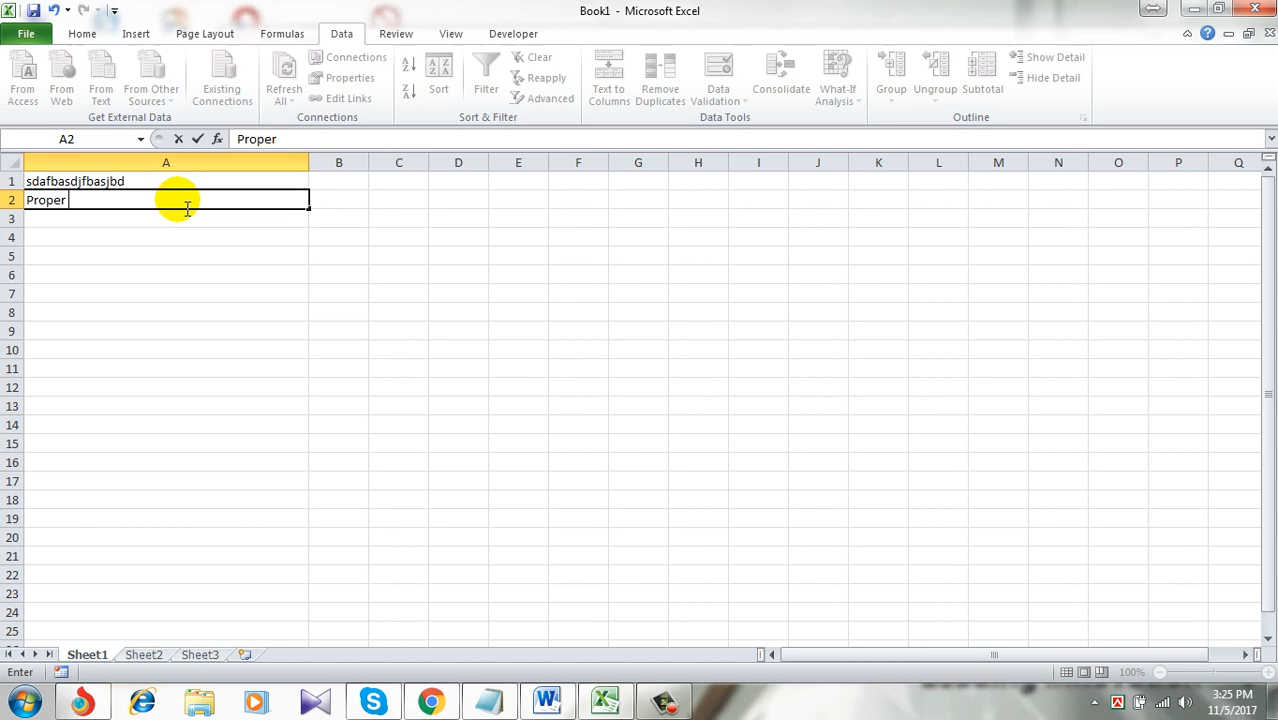 Book1 - Microsoft Excel
File Home Insert Page Layout Formulas Data Review View Developer
From Access
From Web
From Text
From Other Sources
Existing Connections
Get External Data
Refresh All
Connections
Properties
Edit Links
Connections
Sort
Filter
Clear
Reapply
Advanced
Sort & Filter
Text to Columns
Remove Duplicates
Data Validation
Consolidate
What-If Analysis
Data Tools
Group
Ungroup
Subtotal
Show Detail
Hide Detail
Outline
A2 fx Proper
A B C D E F G H I J K L M N O P Q
1 sdafbasdjfbasjbd
2 Proper
3
4
5
6
7
8
9
10
11
12
13
14
15
16
17
18
19
20
21
22
23
24
25
Sheet1 Sheet2 Sheet3
Enter 100%
3:25 PM
11/5/2017